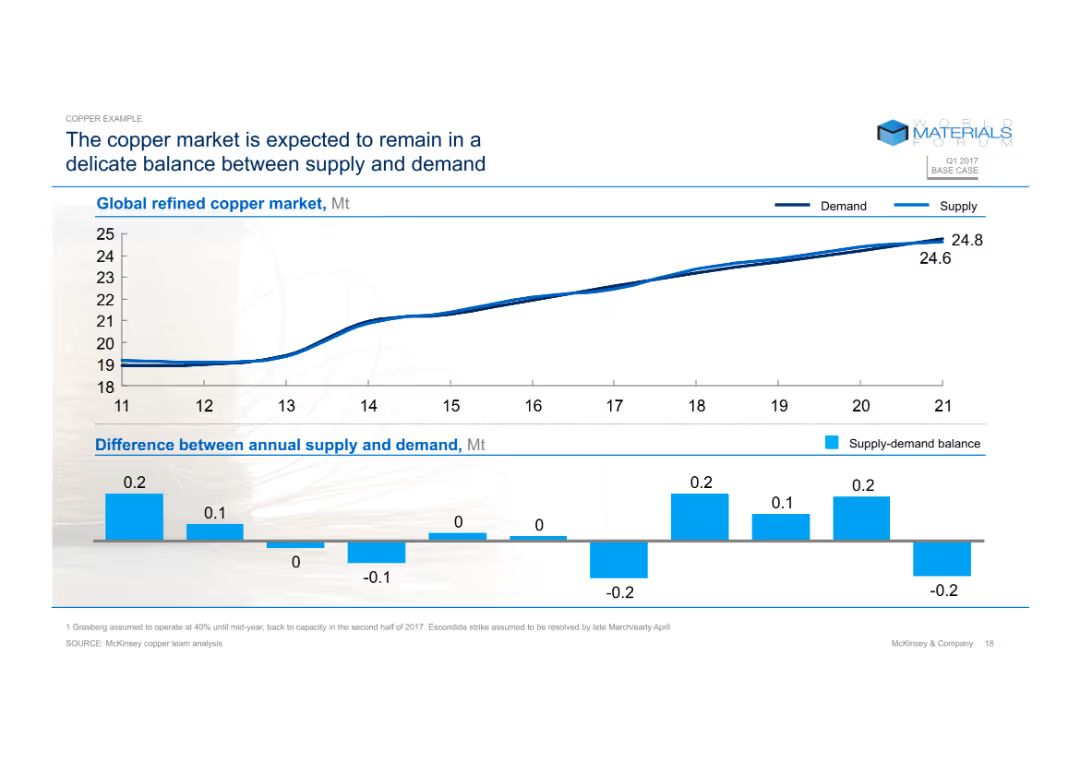 COPPER EXAMPLE
The copper market is expected to remain in a
delicate balance between supply and demand
WORLD
MATERIALS
FORUM
Q1 2017
BASE CASE
Global refined copper market, Mt
Demand
Supply
25
24
23
22
21
20
19
18
24.8
24.6
11 12 13 14 15 16 17 18 19 20 21
Difference between annual supply and demand, Mt
Supply-demand balance
0.2 0.1 0 -0.1 0 0 -0.2 0.2 0.1 0.2 -0.2
1 Grasberg assumed to operate at 40% until mid-year, back to capacity in the second half of 2017. Escondida strike assumed to be resolved by late March/early April
SOURCE: McKinsey copper team analysis
McKinsey & Company 18